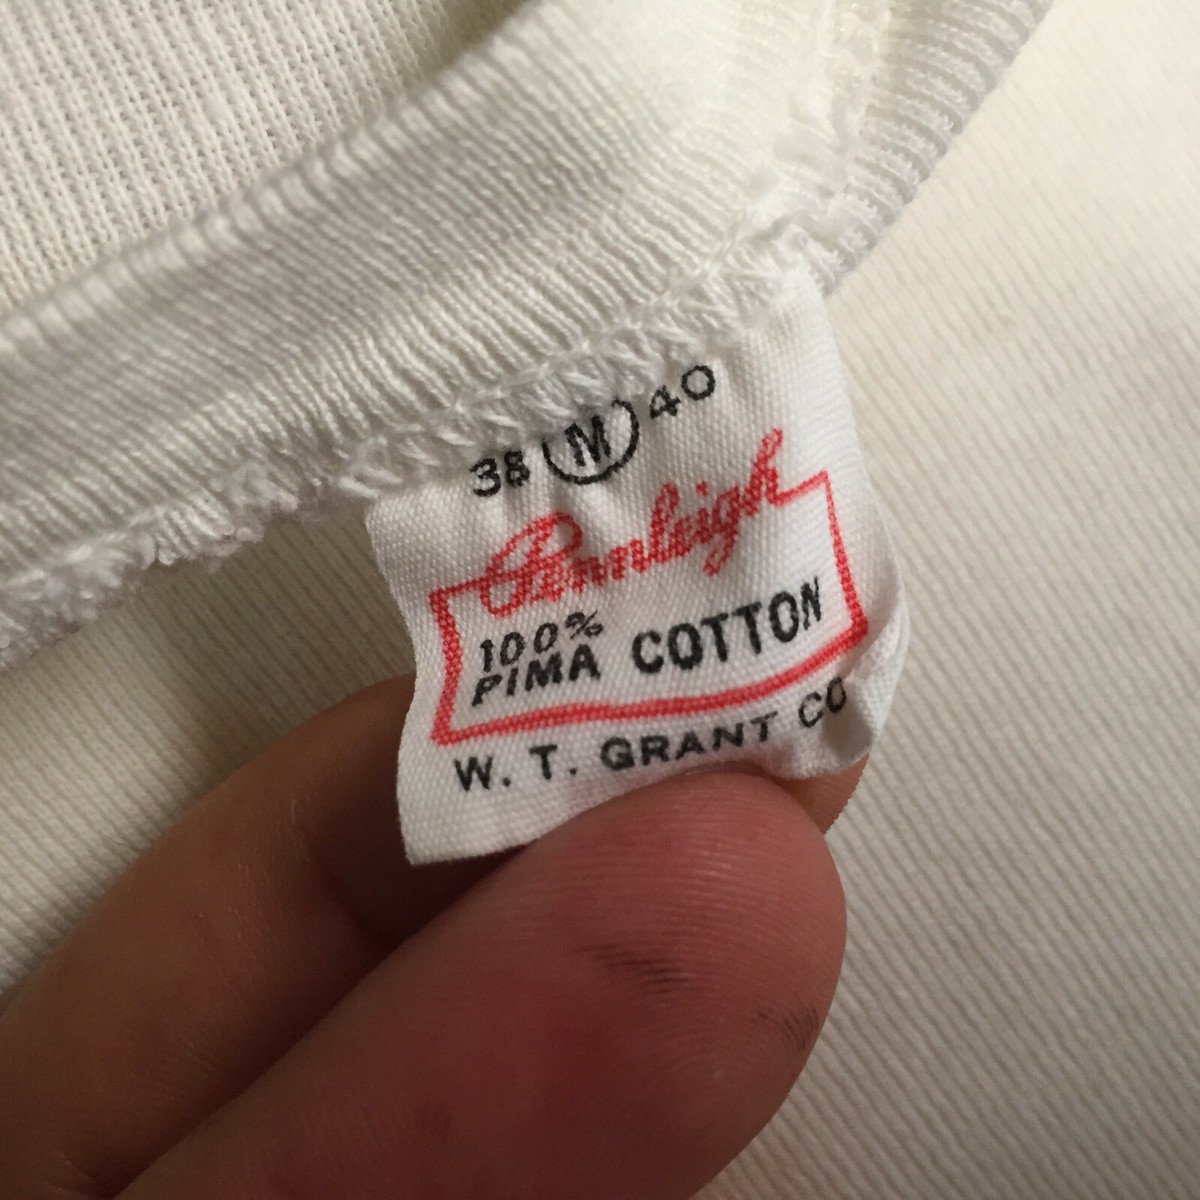 38 M 40
Pennleigh
100%
PIMA COTTON
W. T. GRANT CO